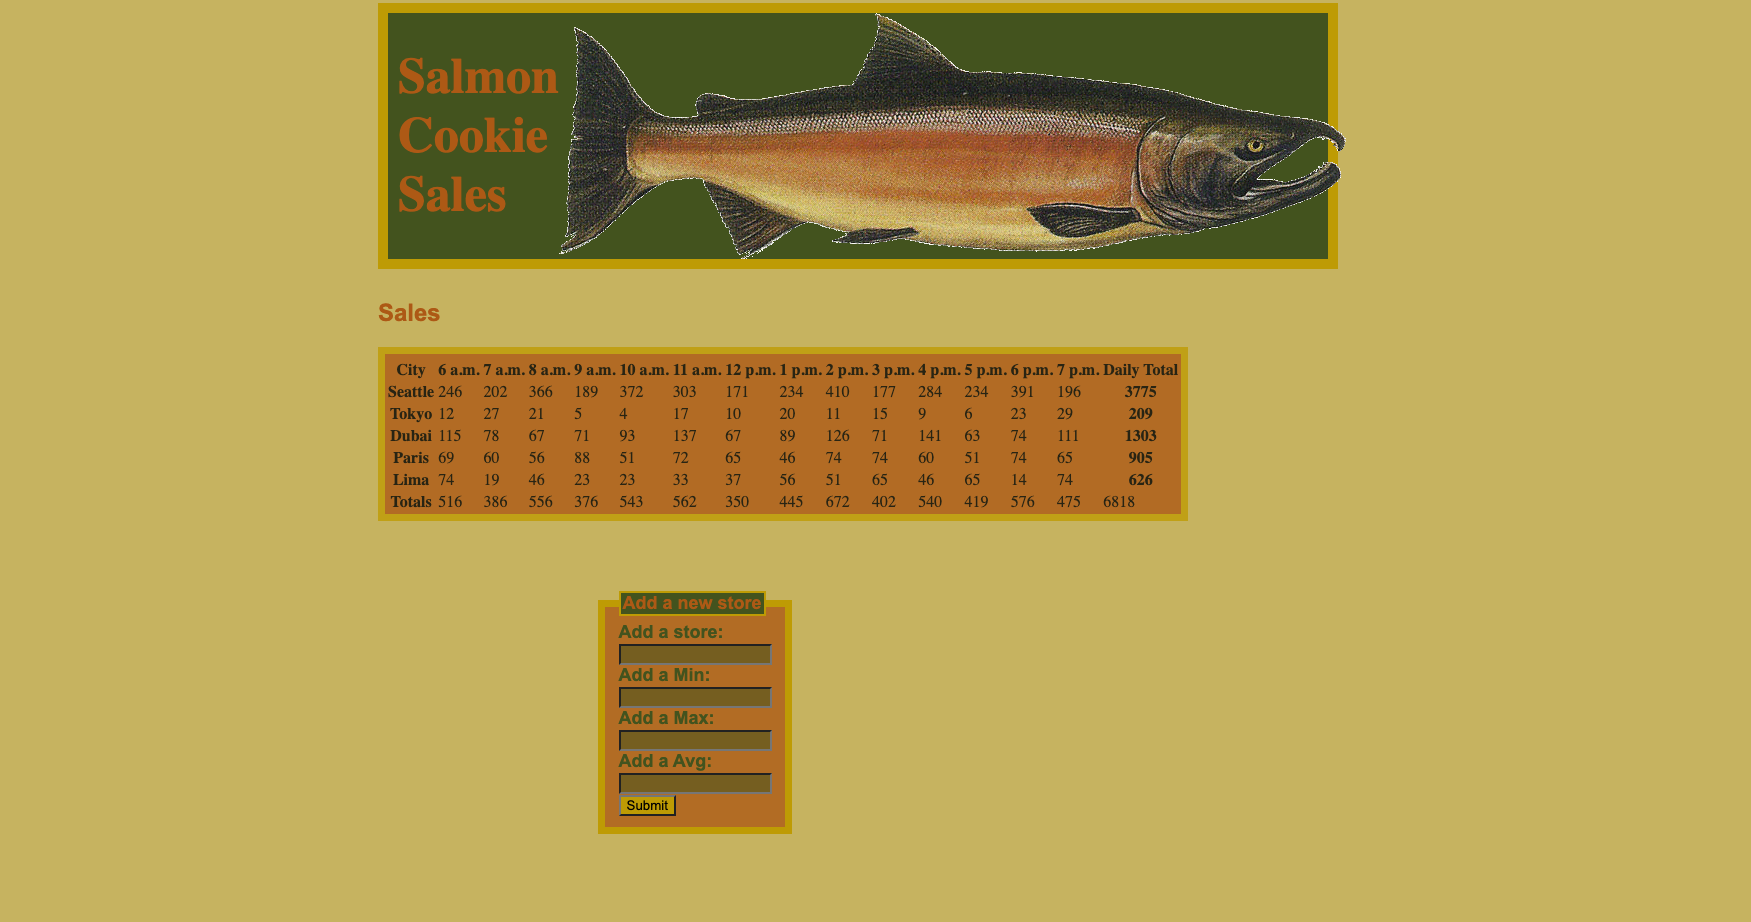 Salmon
Cookie
Sales
Sales
City 6 a.m. 7 a.m. 8 a.m. 9 a.m. 10 a.m. 11 a.m. 12 p.m. 1 p.m. 2 p.m. 3 p.m. 4 p.m. 5 p.m. 6 p.m. 7 p.m. Daily Total
Seattle 246 202 366 189 372 303 171 234 410 177 284 234 391 196 3775
Tokyo 12 27 21 5 4 17 10 20 11 15 9 6 23 29 209
Dubai 115 78 67 71 93 137 67 89 126 71 141 63 74 111 1303
Paris 69 60 56 88 51 72 65 46 74 74 60 51 74 65 905
Lima 74 19 46 23 23 33 37 56 51 65 46 65 14 74 626
Totals 516 386 556 376 543 562 350 445 672 402 540 419 576 475 6818
Add a new store
Add a store:
Add a Min:
Add a Max:
Add a Avg:
Submit